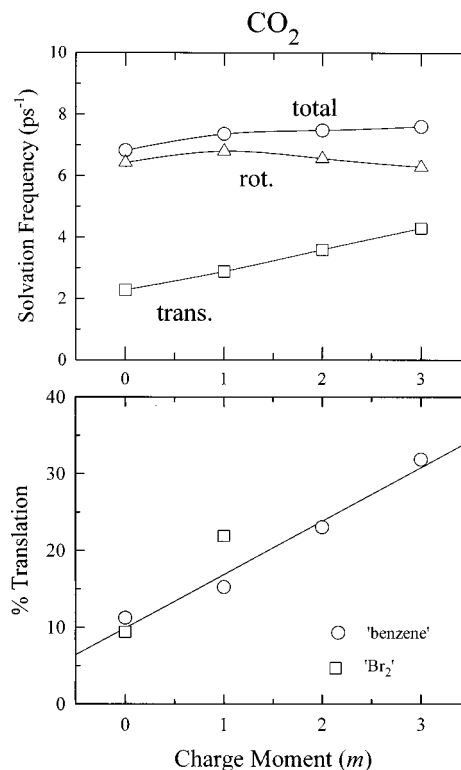 CO₂
10
8
6
4
2
0
Solvation Frequency (ps⁻¹)
total
rot.
trans.
0 1 2 3
40
30
20
10
0
% Translation
'benzene'
'Br₂'
0 1 2 3
Charge Moment (m)